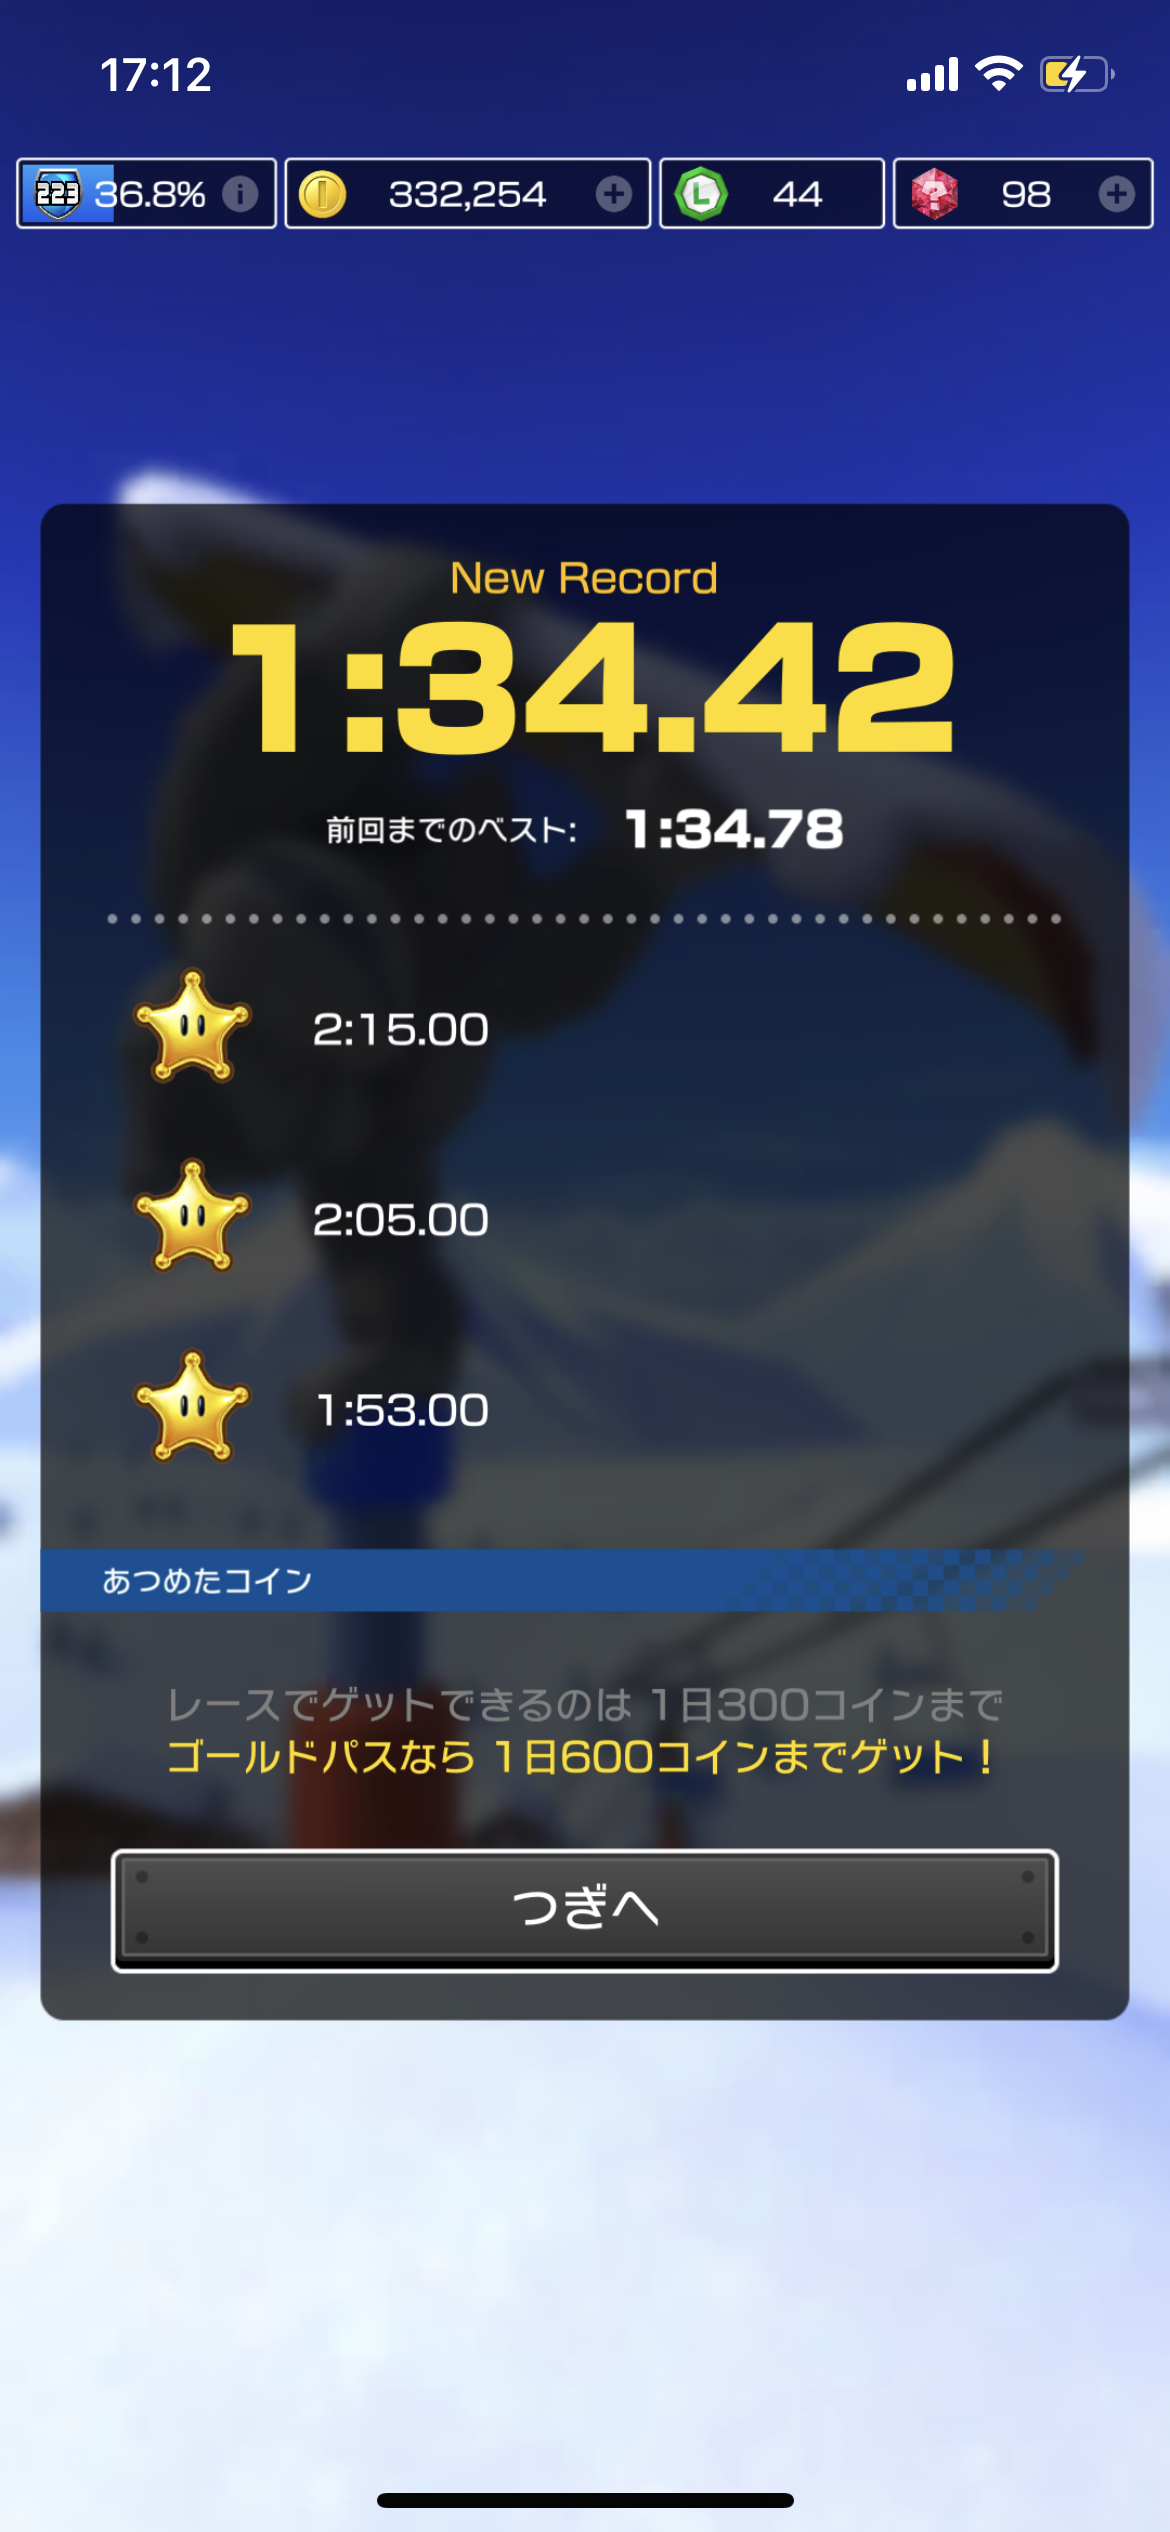 17:12
223 36.8% i 332,254 + L 44 ? 98 +
New Record
1:34.42
前回までのベスト: 1:34.78
2:15.00
2:05.00
1:53.00
あつめたコイン
レースでゲットできるのは 1日300コインまで
ゴールドパスなら 1日600コインまでゲット！
つぎへ